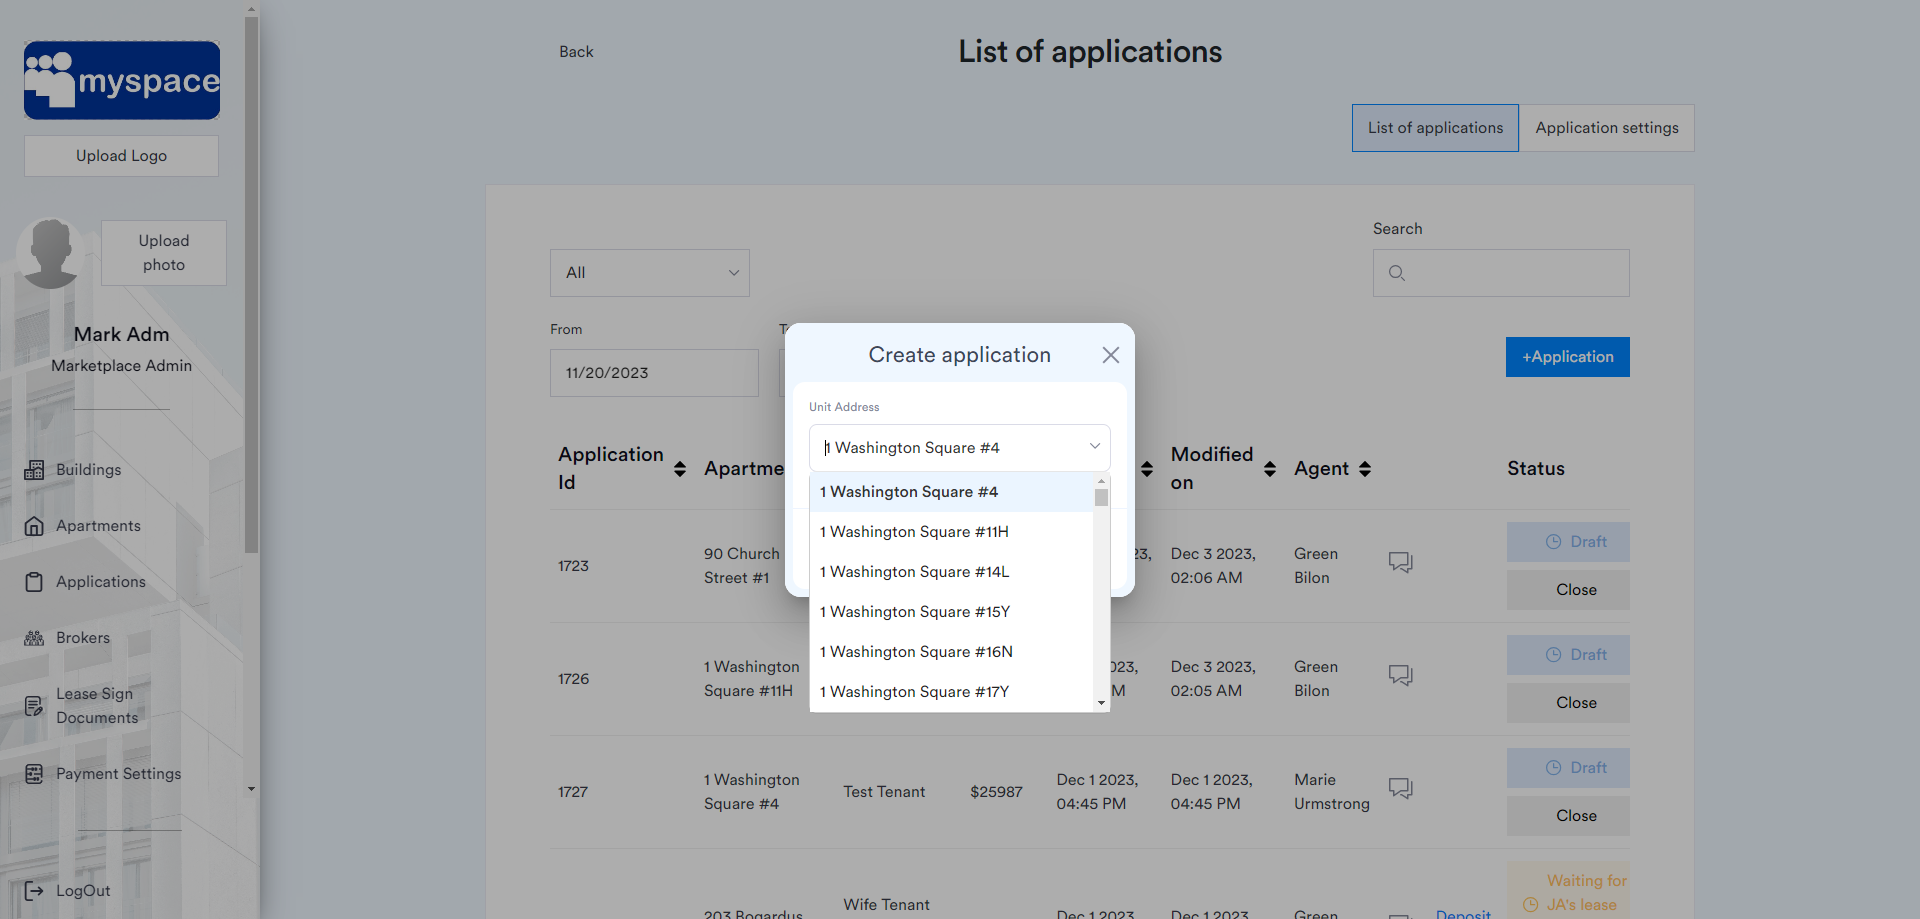 myspace
Upload Logo
Upload
photo
Mark Adm
Marketplace Admin
Buildings
Apartments
Applications
Brokers
Lease Sign
Documents
Payment Settings
LogOut
Back
List of applications
List of applications
Application settings
All
Search
From
11/20/2023
+Application
Create application
Unit Address
1 Washington Square #4
1 Washington Square #4
1 Washington Square #11H
1 Washington Square #14L
1 Washington Square #15Y
1 Washington Square #16N
1 Washington Square #17Y
Application
Id
Apartme
Modified
on
Agent
Status
1723
90 Church
Street #1
23,
Dec 3 2023,
02:06 AM
Green
Bilon
Draft
Close
1726
1 Washington
Square #11H
023,
M
Dec 3 2023,
02:05 AM
Green
Bilon
Draft
Close
1727
1 Washington
Square #4
Test Tenant
$25987
Dec 1 2023,
04:45 PM
Dec 1 2023,
04:45 PM
Marie
Urmstrong
Draft
Close
203 Bogardus
Wife Tenant
Dec 1 2023,
Dec 1 2023,
Green
Deposit
Waiting for
JA's lease